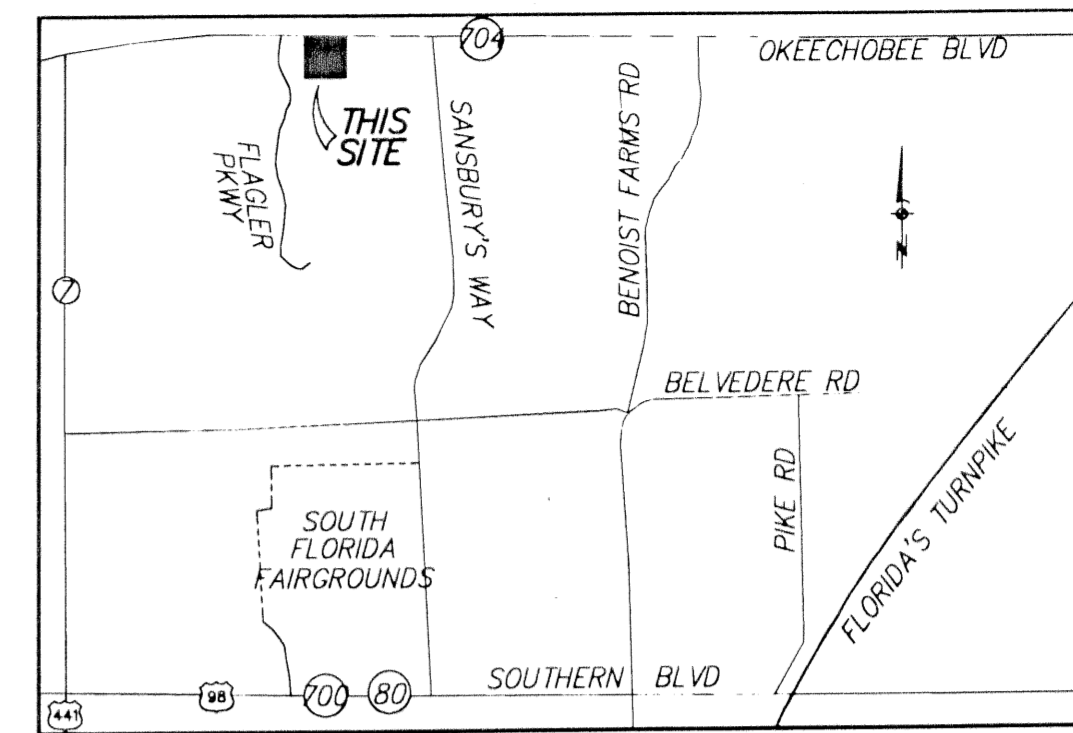 704
OKEECHOBEE BLVD
THIS
SITE
FLAGLER
PKWY
SANSBURY'S WAY
BENOIST FARMS RD
N
7
BELVEDERE RD
PIKE RD
FLORIDA'S TURNPIKE
SOUTH
FLORIDA
FAIRGROUNDS
SOUTHERN BLVD
98
700
80
441